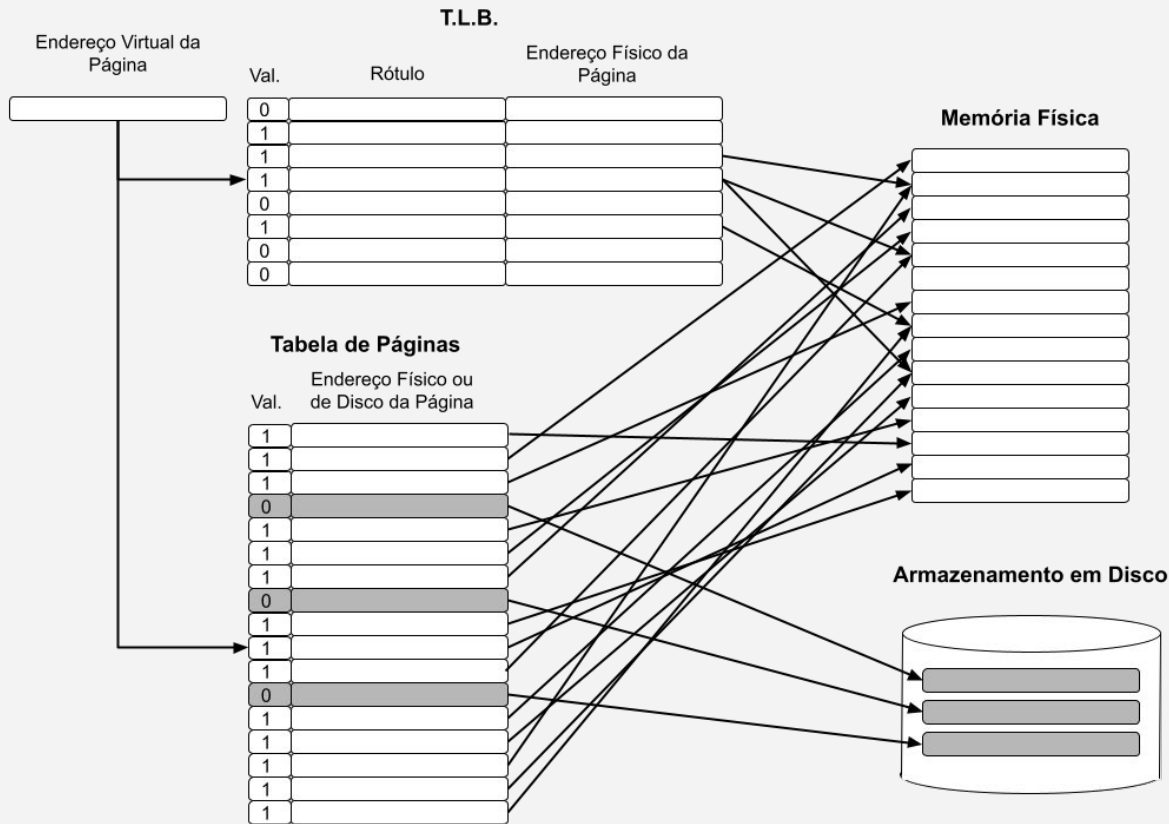 T.L.B.
Endereço Virtual da
Página
Val.
Rótulo
Endereço Físico da
Página
0
1
1
1
0
1
0
0
Memória Física
Tabela de Páginas
Val.
Endereço Físico ou
de Disco da Página
1
1
1
0
1
1
1
0
1
1
1
0
1
1
1
1
1
Armazenamento em Disco